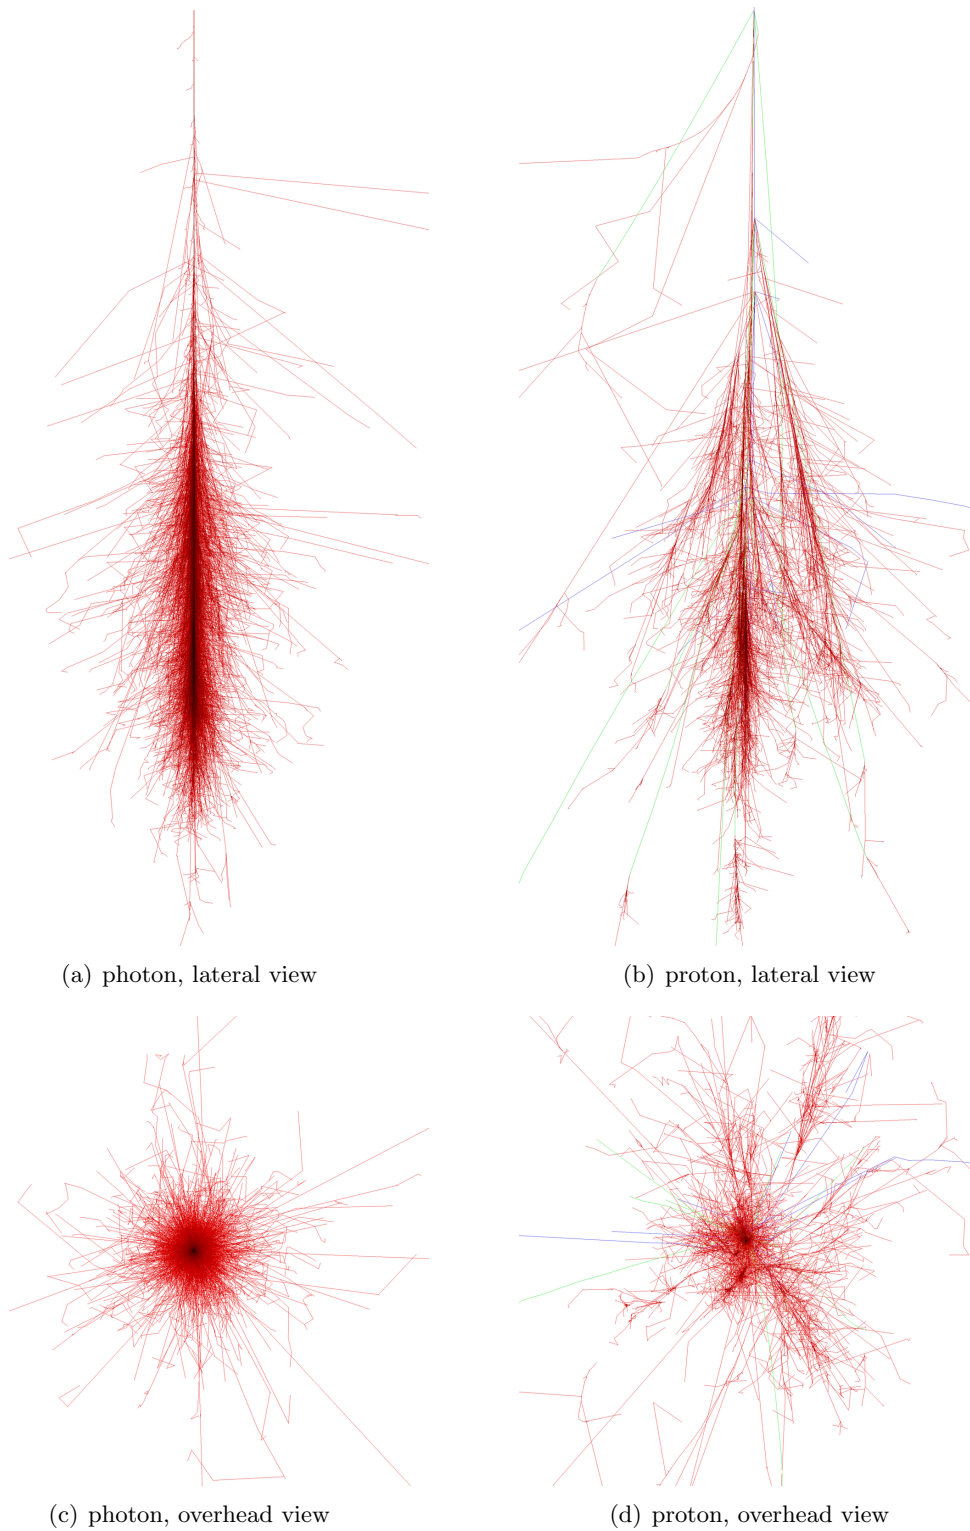 (a) photon, lateral view
(b) proton, lateral view
(c) photon, overhead view
(d) proton, overhead view